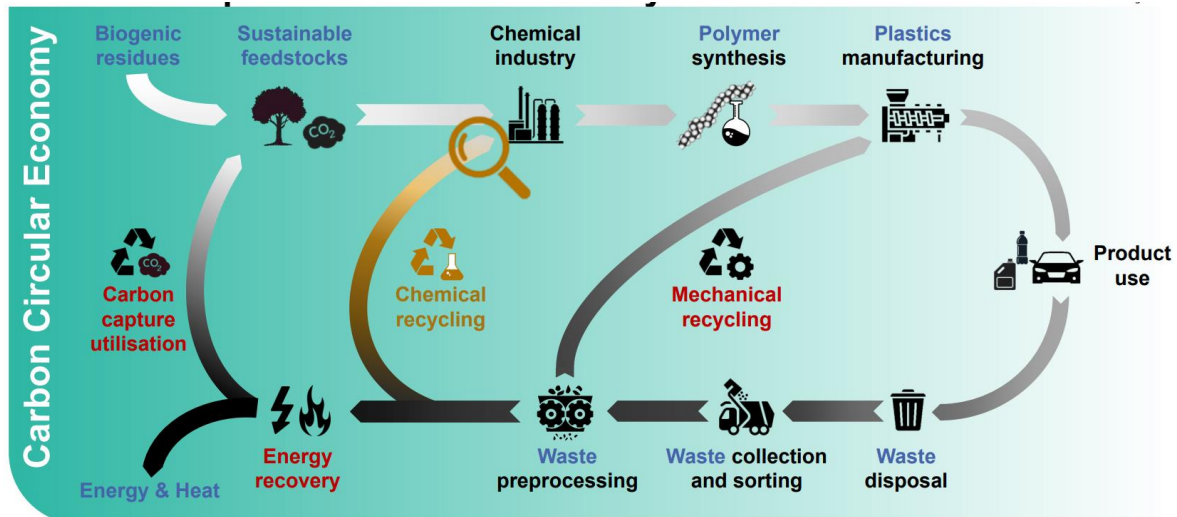 Carbon Circular Economy
Biogenic
residues
Sustainable
feedstocks
Chemical
industry
Polymer
synthesis
Plastics
manufacturing
CO2
CO2
Carbon
capture
utilisation
Chemical
recycling
Mechanical
recycling
Product
use
Energy & Heat
Energy
recovery
Waste
preprocessing
Waste collection
and sorting
Waste
disposal